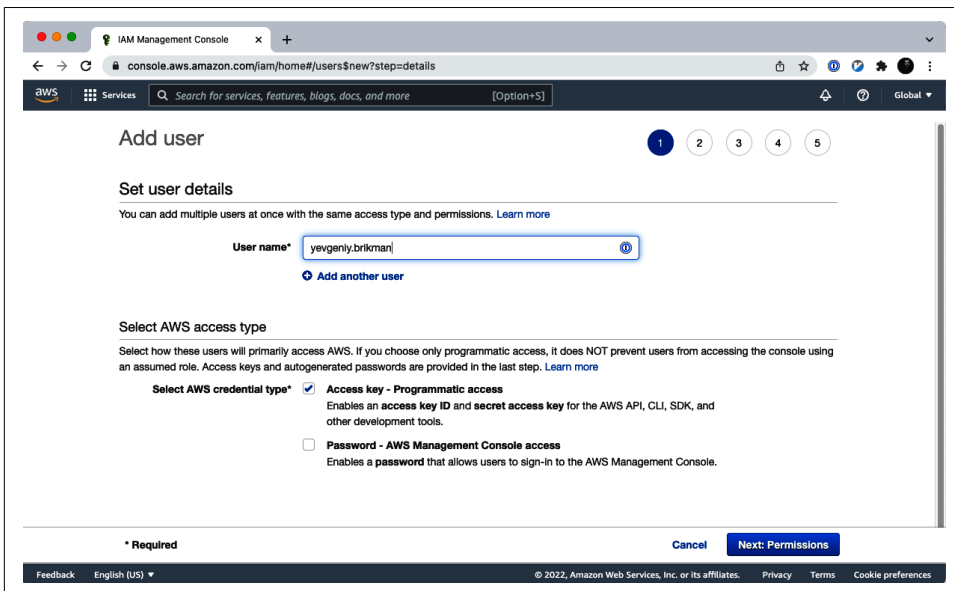 IAM Management Console
console.aws.amazon.com/iam/home#/users$new?step=details
aws Services Search for services, features, blogs, docs, and more [Option+S] Global
Add user
1 2 3 4 5
Set user details
You can add multiple users at once with the same access type and permissions. Learn more
User name* yevgeniy.brikman
Add another user
Select AWS access type
Select how these users will primarily access AWS. If you choose only programmatic access, it does NOT prevent users from accessing the console using
an assumed role. Access keys and autogenerated passwords are provided in the last step. Learn more
Select AWS credential type* Access key - Programmatic access
Enables an access key ID and secret access key for the AWS API, CLI, SDK, and
other development tools.
Password - AWS Management Console access
Enables a password that allows users to sign-in to the AWS Management Console.
* Required Cancel Next: Permissions
Feedback English (US) © 2022, Amazon Web Services, Inc. or its affiliates. Privacy Terms Cookie preferences